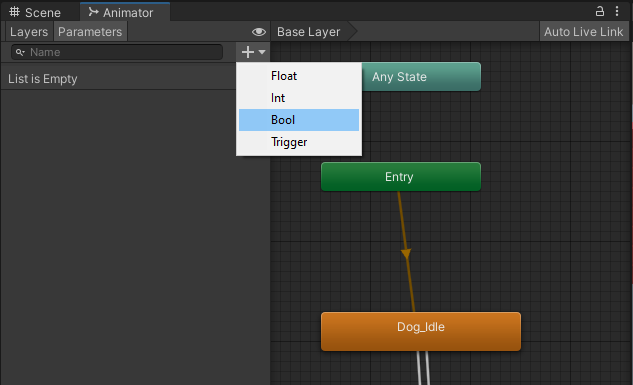 Scene Animator
Layers Parameters Base Layer Auto Live Link
Name
List is Empty
Float
Int
Bool
Trigger
Any State
Entry
Dog_Idle